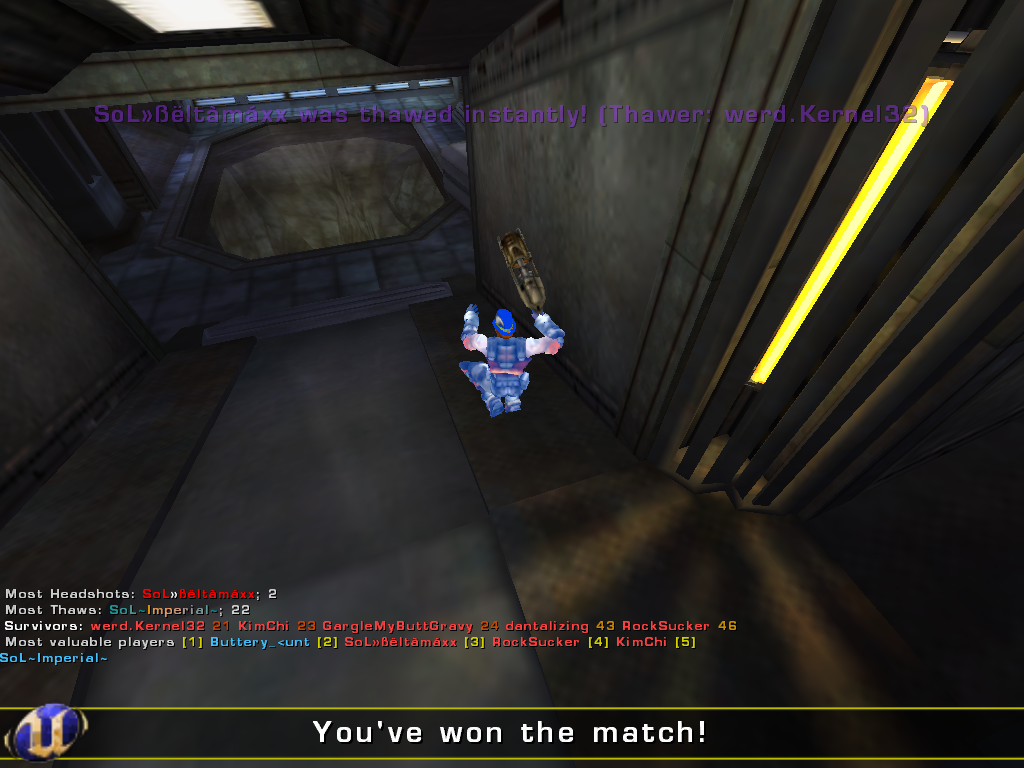 SoL»ßëltàmáxx was thawed instantly! (Thawer: werd.Kernel32)
Most Headshots: SoL»ßëltàmáxx; 2
Most Thaws: SoL~Imperial~; 22
Survivors: werd.Kernel32 21 KimChi 23 GargleMyButtGravy 24 dantalizing 43 RockSucker 46
Most valuable players [1] Buttery_<unt [2] SoL»ßëltàmáxx [3] RockSucker [4] KimChi [5]
SoL~Imperial~
You've won the match!